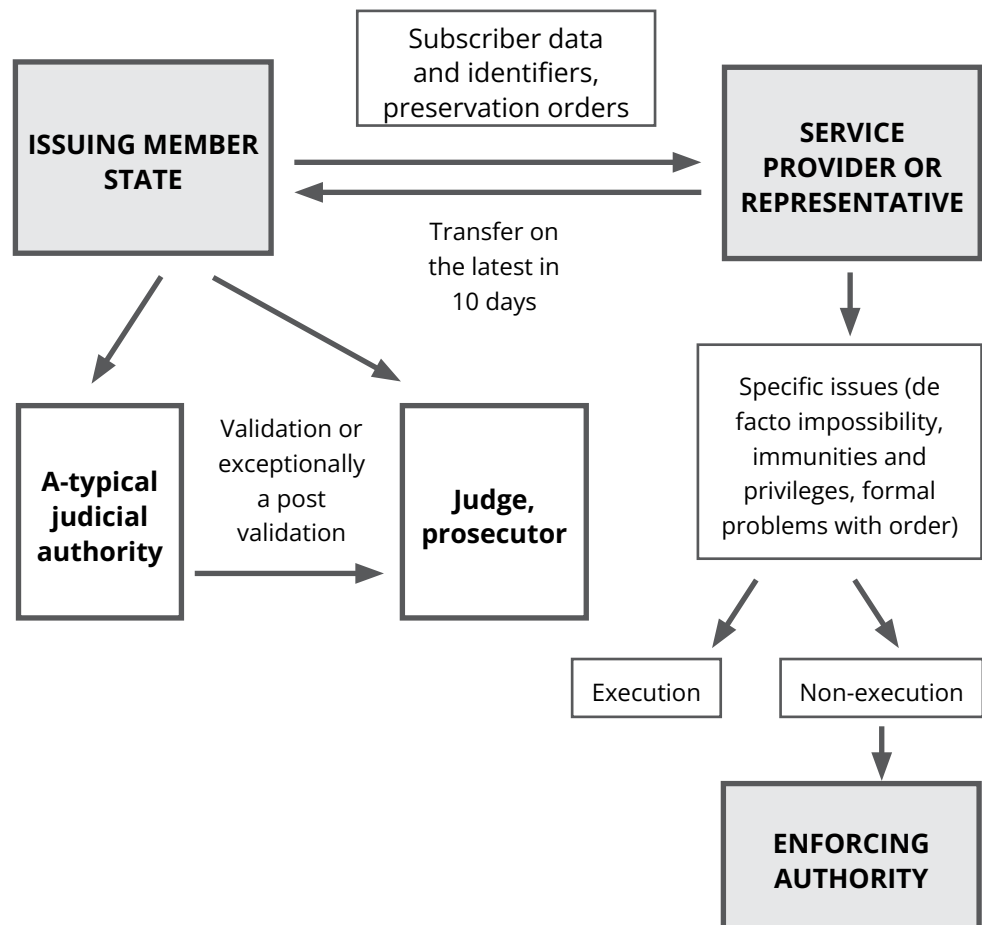 Subscriber data
and identifiers,
preservation orders
ISSUING MEMBER
STATE
SERVICE
PROVIDER OR
REPRESENTATIVE
Transfer on
the latest in
10 days
Specific issues (de
facto impossibility,
immunities and
privileges, formal
problems with order)
A-typical
judicial
authority
Validation or
exceptionally
a post
validation
Judge,
prosecutor
Execution
Non-execution
ENFORCING
AUTHORITY